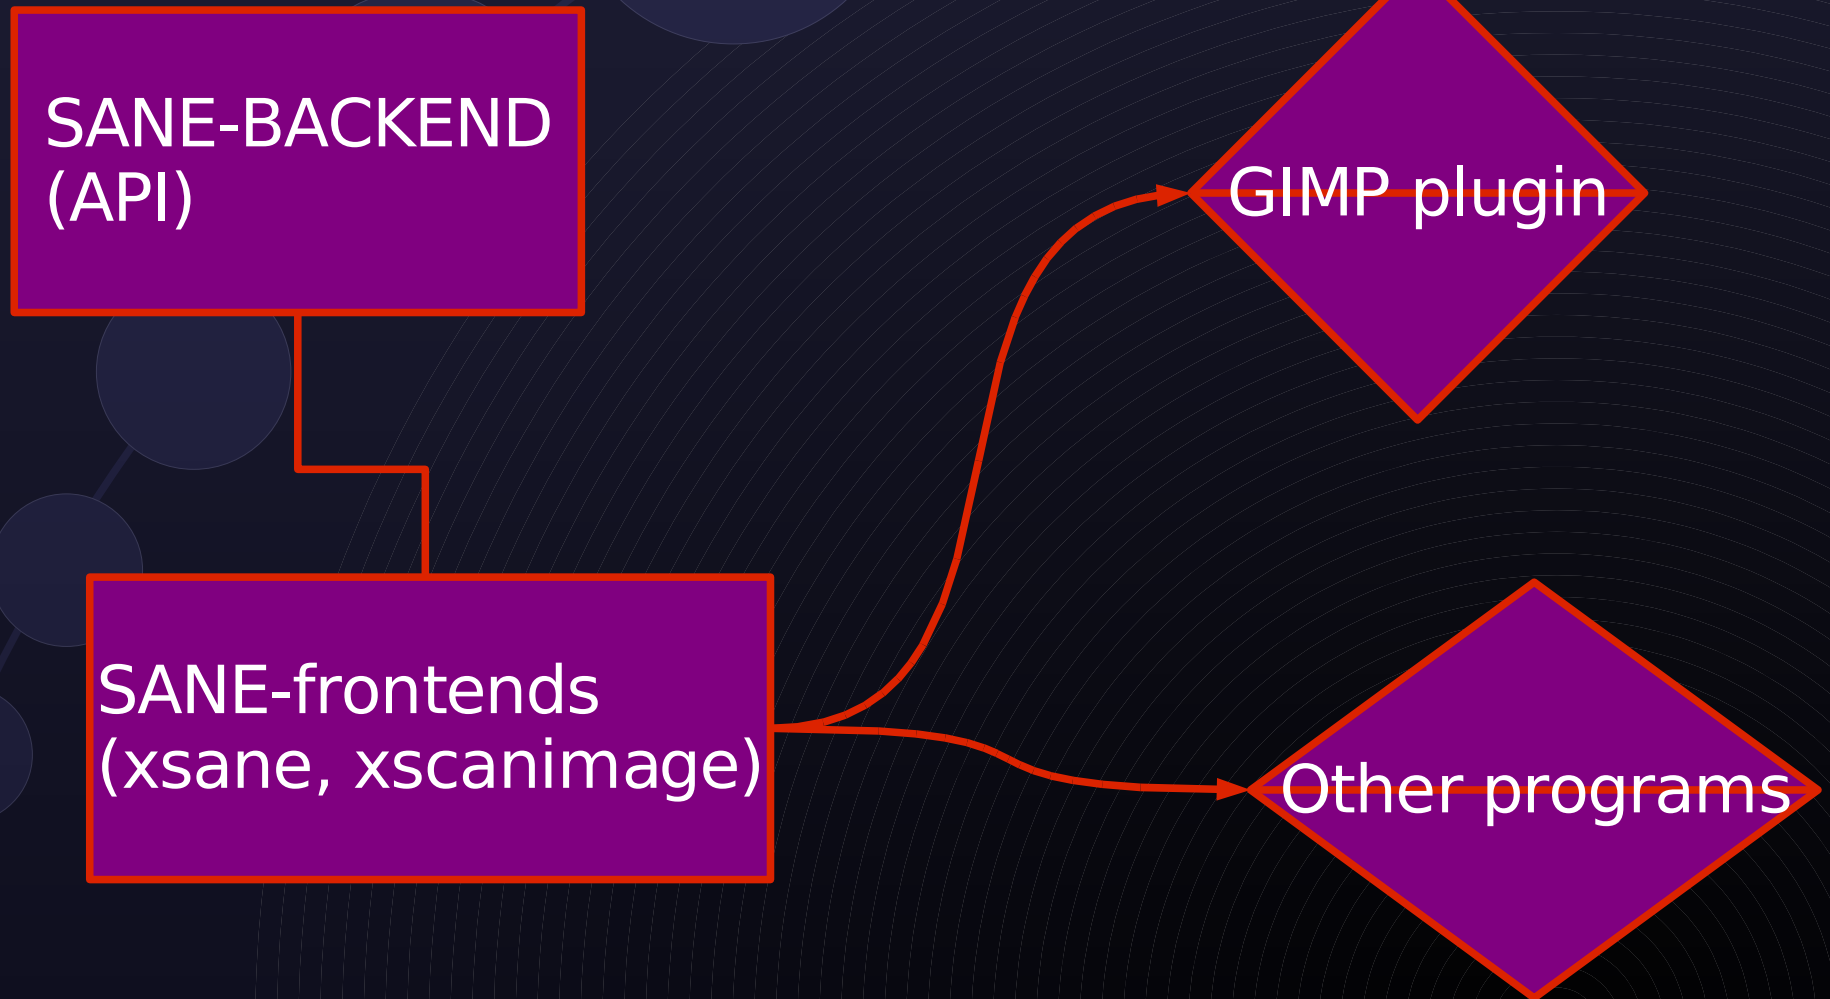 SANE-BACKEND
(API)
GIMP plugin
SANE-frontends
(xsane, xscanimage)
Other programs